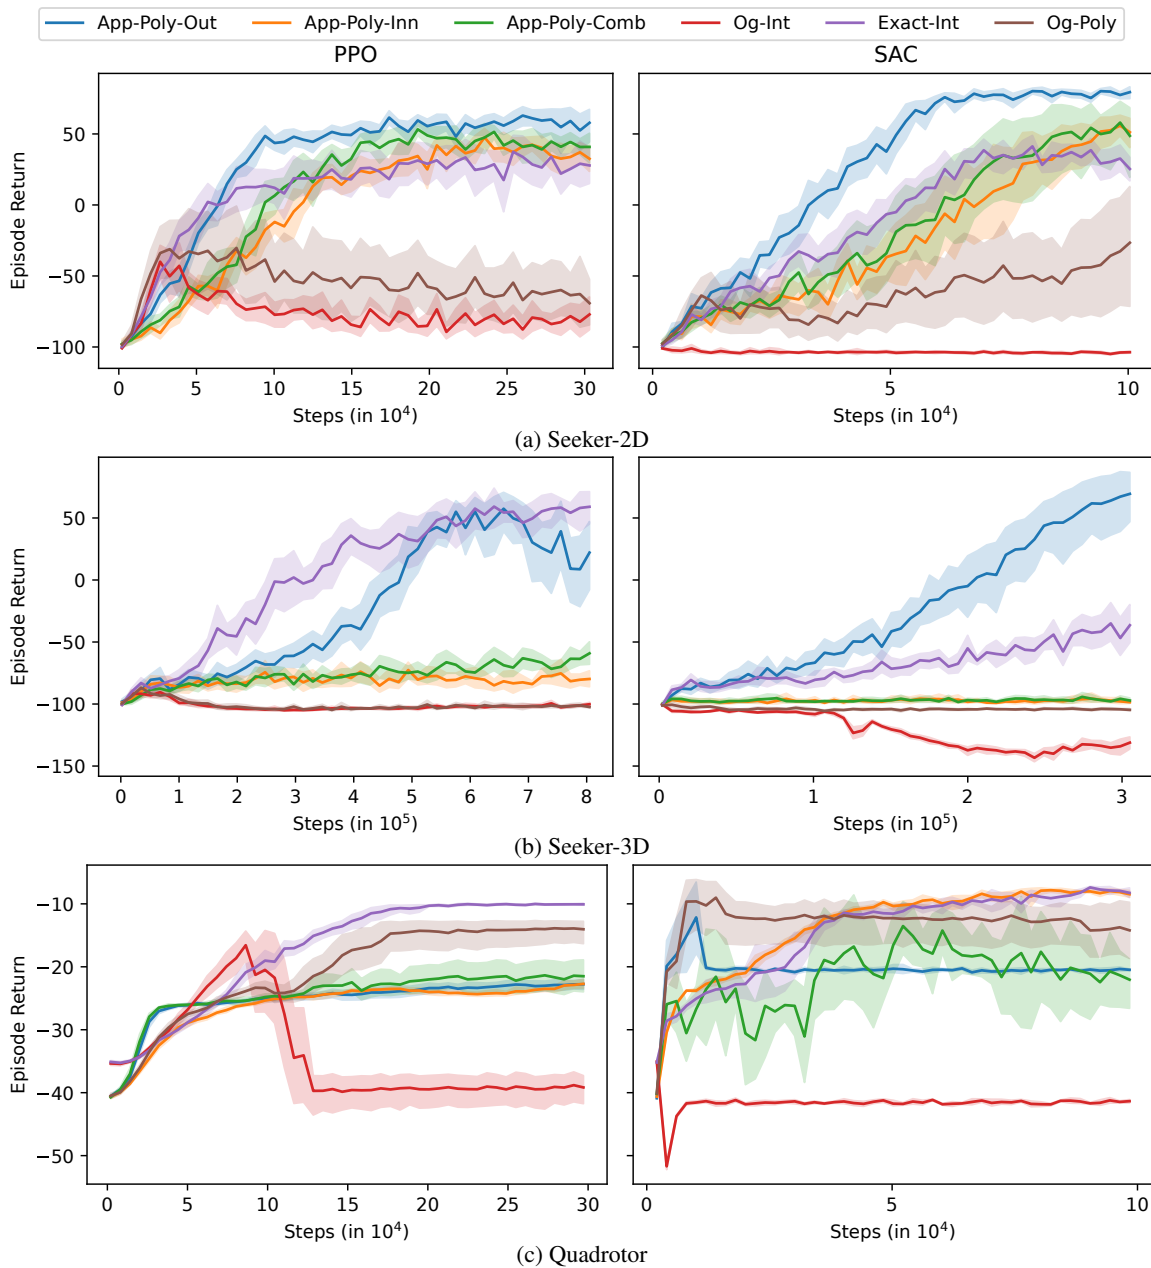 App-Poly-Out App-Poly-Inn App-Poly-Comb Og-Int Exact-Int Og-Poly
PPO SAC
Episode Return
50
0
−50
−100
0 5 10 15 20 25 30
Steps (in 10⁴)
0 5 10
Steps (in 10⁴)
(a) Seeker-2D
Episode Return
50
0
−50
−100
−150
0 1 2 3 4 5 6 7 8
Steps (in 10⁵)
0 1 2 3
Steps (in 10⁵)
(b) Seeker-3D
Episode Return
−10
−20
−30
−40
−50
0 5 10 15 20 25 30
Steps (in 10⁴)
0 5 10
Steps (in 10⁴)
(c) Quadrotor